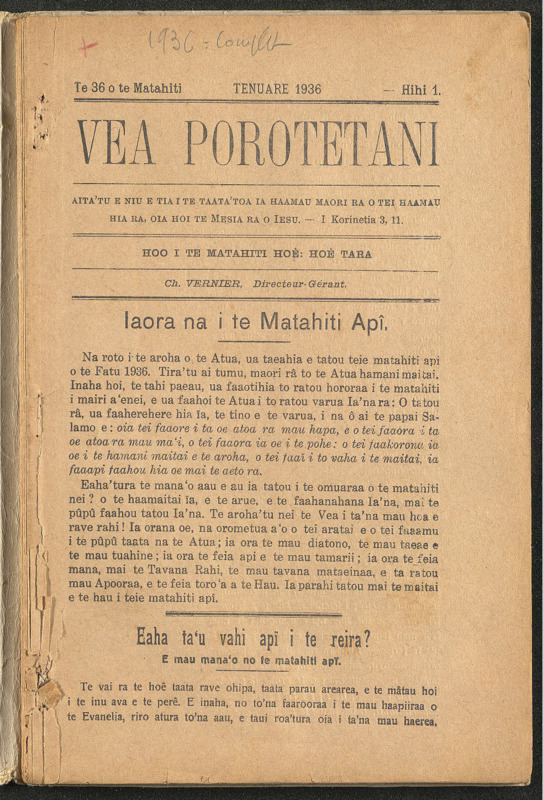 1936 = Complet
Te 36 o te Matahiti TENUARE 1936 — Hihi 1.
VEA POROTETANI
AITA'TU E NIU E TIA I TE TAATA'TOA IA HAAMAU MAORI RA O TEI HAAMAU
HIA RA, OIA HOI TE MESIA RA O IESU. — I Korinetia 3, 11.
HOO I TE MATAHITI HOÊ: HOÊ TARA
Ch. VERNIER, Directeur-Gérant.
Iaora na i te Matahiti Apî.
Na roto i te aroha o te Atua, ua taeahia e tatou teie matahiti api
o te Fatu 1936. Tira'tu ai tumu, maori râ to te Atua hamani maitai.
Inaha hoi, te tahi paeau, ua faaotihia to ratou hororaa i te matahiti
i mairi a'enei, e ua faahoi te Atua i to ratou varua Ia'na ra: O tatou
râ, ua faaherehere hia Ia, te tino e te varua, i na ô ai te papai Sa-
lamo e: oia tei faaore i ta oe atoa ra mau hapa, e o tei faaora i ta
oe atoa ra mau ma'i, o tei faaora ia oe i te pohe: o tei faakorona ia
oe i te hamani maitai e te aroha, o tei faaî i to vaha i te maitai, ia
faaapi faahou hia oe mai te aeto ra.
Eaha'tura te mana'o aau e au ia tatou i te omuaraa o te matahiti
nei? o te haamaitai ia, e te arue, e te faahanahana Ia'na, mai te
pûpû faahou tatou Ia'na. Te aroha'tu nei te Vea i ta'na mau hoa e
rave rahi! Ia orana oe, na orometua a'o o tei aratai e o tei faaamu
i te pûpû taata na te Atua; ia ora te mau diatono, te mau taeae e
te mau tuahine; ia ora te feia api e te mau tamarii; ia ora te feia
mana, mai te Tavana Rahi, te mau tavana mataeinaa, e ta ratou
mau Apooraa, e te feia toro'a a te Hau. Ia parahi tatou mai te maitai
e te hau i teie matahiti apî.
Eaha ta'u vahi apî i te reira?
E mau mana'o no te matahiti apî.
Te vai ra te hoê taata rave ohipa, taata parau arearea, e te mâtau hoi
i te inu ava e te perê. E inaha, no to'na faarooraa i te mau haapiiraa o
te Evanelia, riro atura to'na aau, e taui roa'tura oia i ta'na mau haerea,